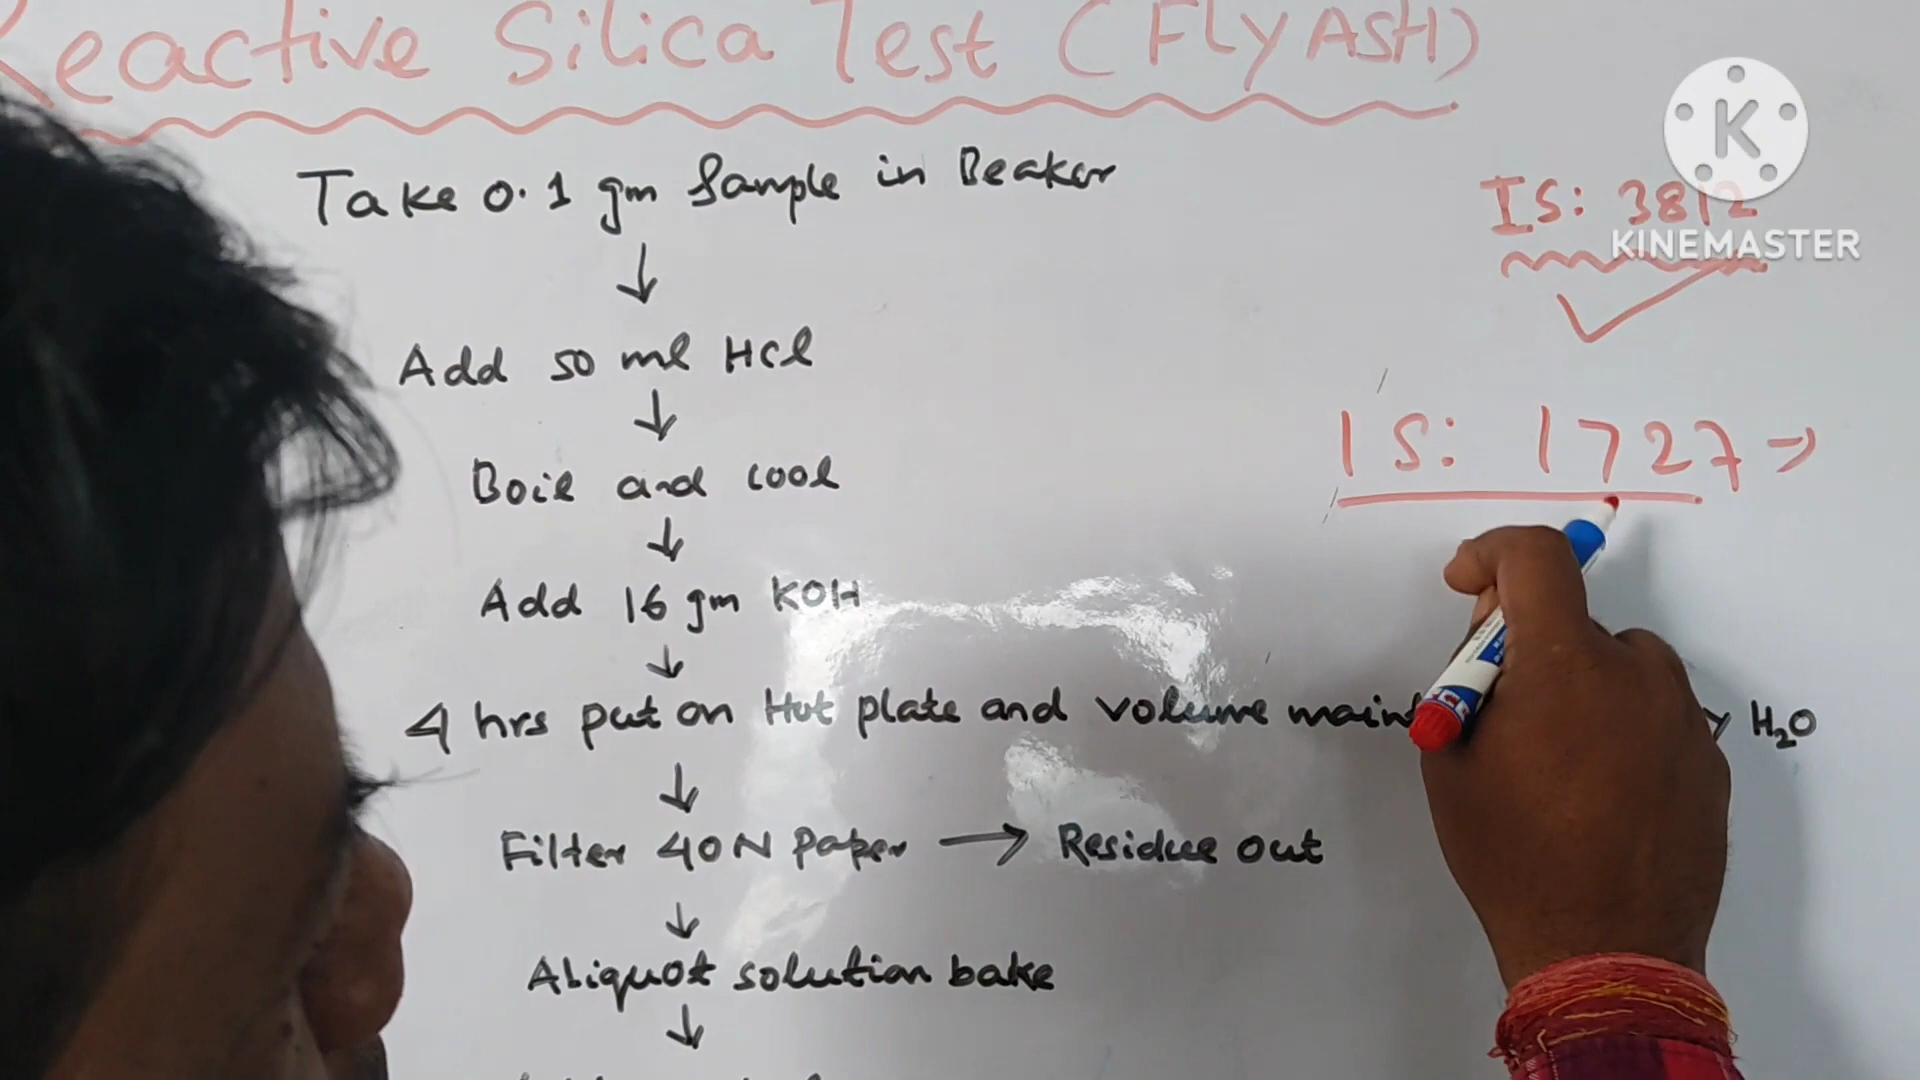 Reactive Silica Test (Fly ASH)
Take 0.1 gm Sample in Beaker
IS: 3812
KINEMASTER
Add 50 ml HCl
IS: 1727 →
Boil and cool
Add 16 gm KOH
4 hrs put on Hot plate and volume H₂O
Filter 40 N Paper → Residue out
Aliquot solution bake